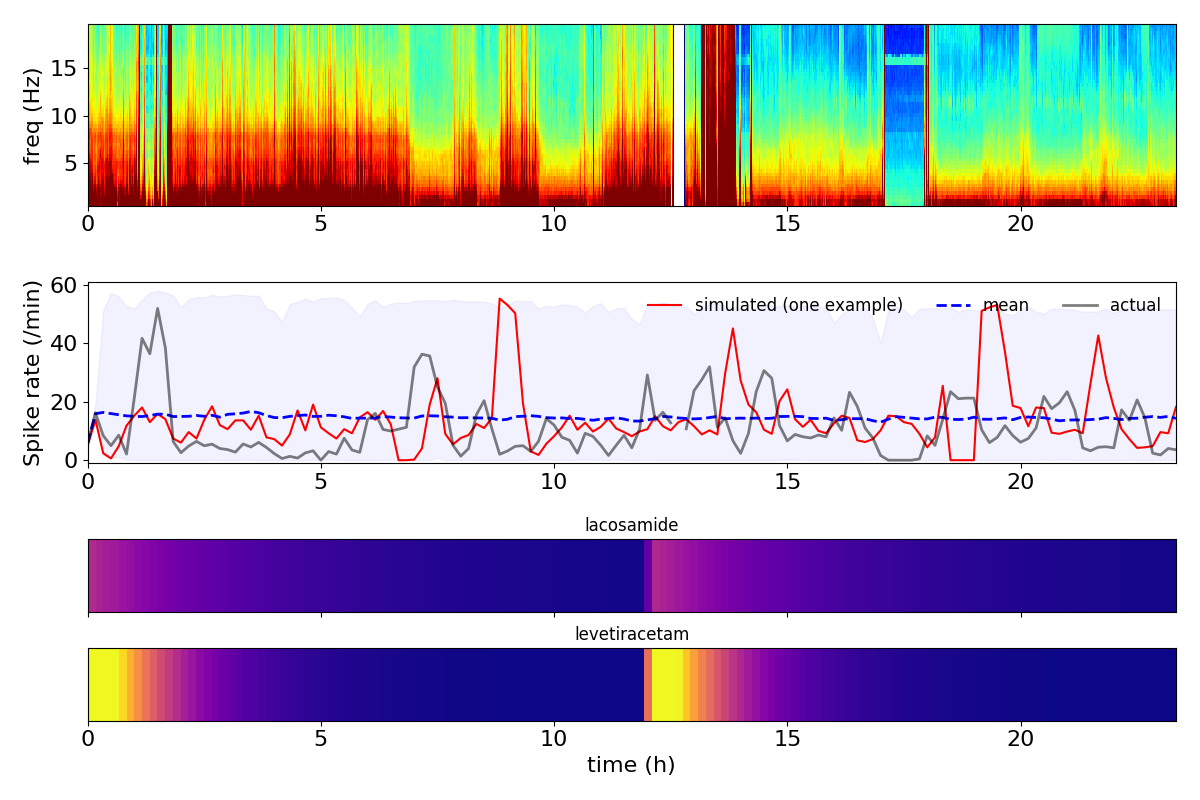 freq (Hz)
15
10
5
0 5 10 15 20
Spike rate (/min)
60
40
20
0
simulated (one example) mean actual
0 5 10 15 20
lacosamide
levetiracetam
0 5 10 15 20
time (h)